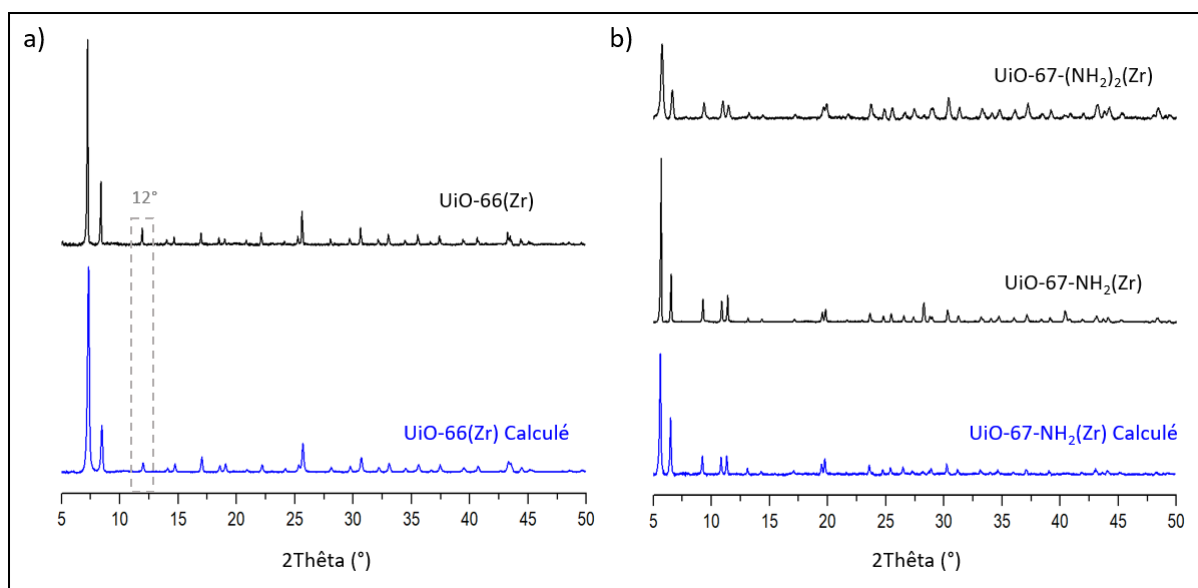 a)
12°
UiO-66(Zr)
UiO-66(Zr) Calculé
5 10 15 20 25 30 35 40 45 50
2Thêta (°)
b)
UiO-67-(NH₂)₂(Zr)
UiO-67-NH₂(Zr)
UiO-67-NH₂(Zr) Calculé
5 10 15 20 25 30 35 40 45 50
2Thêta (°)